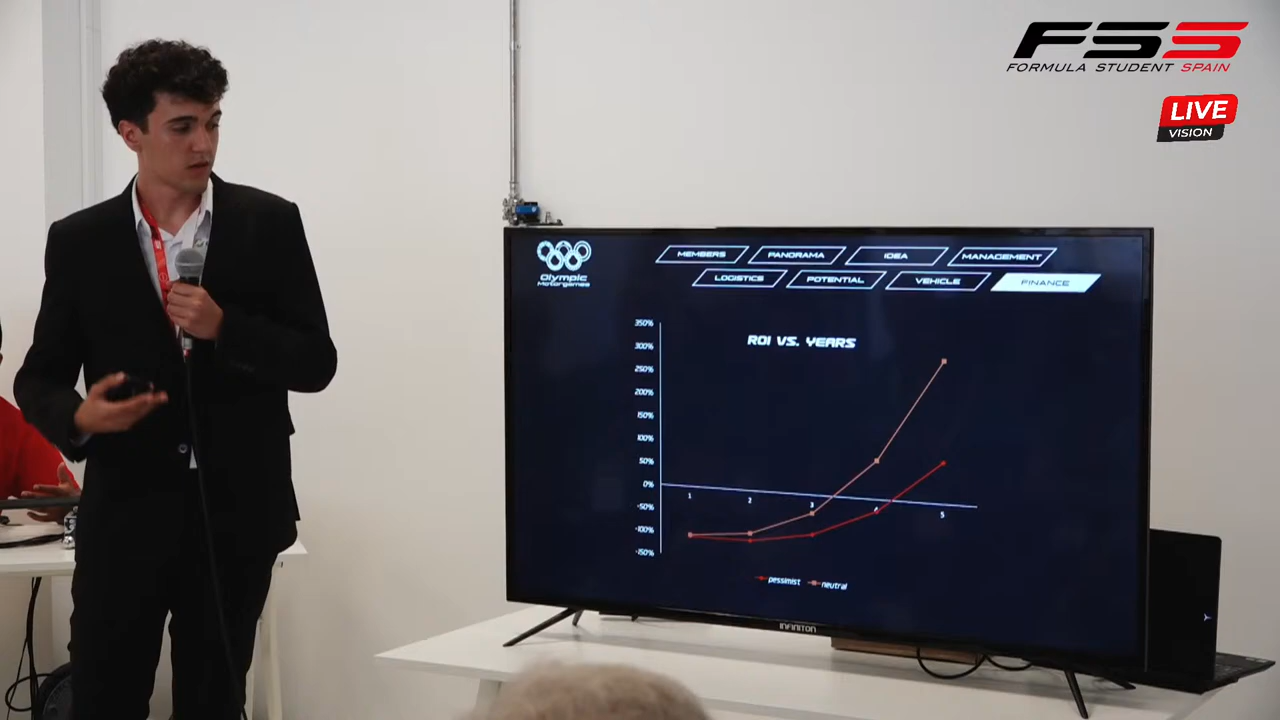 FSS
FORMULA STUDENT SPAIN
LIVE
VISION
Olympic
Motorgames
MEMBERS
PANORAMA
IDEA
MANAGEMENT
LOGISTICS
POTENTIAL
VEHICLE
FINANCE
ROI VS. YEARS
350%
300%
250%
200%
150%
100%
50%
0%
-50%
-100%
-150%
1
2
3
4
5
pessimist
neutral
INFINITON